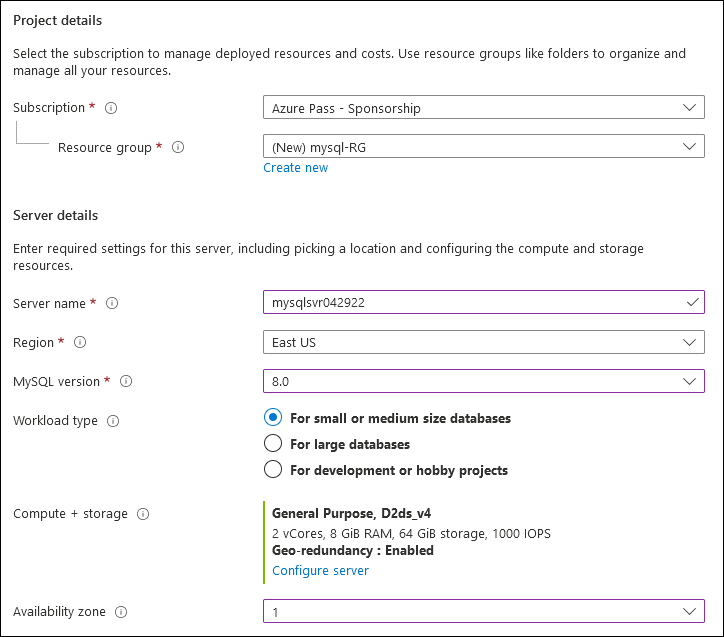 Project details
Select the subscription to manage deployed resources and costs. Use resource groups like folders to organize and
manage all your resources.
Subscription * Azure Pass - Sponsorship
Resource group * (New) mysql-RG
Create new
Server details
Enter required settings for this server, including picking a location and configuring the compute and storage
resources.
Server name * mysqlsvr042922
Region * East US
MySQL version * 8.0
Workload type For small or medium size databases
For large databases
For development or hobby projects
Compute + storage General Purpose, D2ds_v4
2 vCores, 8 GiB RAM, 64 GiB storage, 1000 IOPS
Geo-redundancy : Enabled
Configure server
Availability zone 1